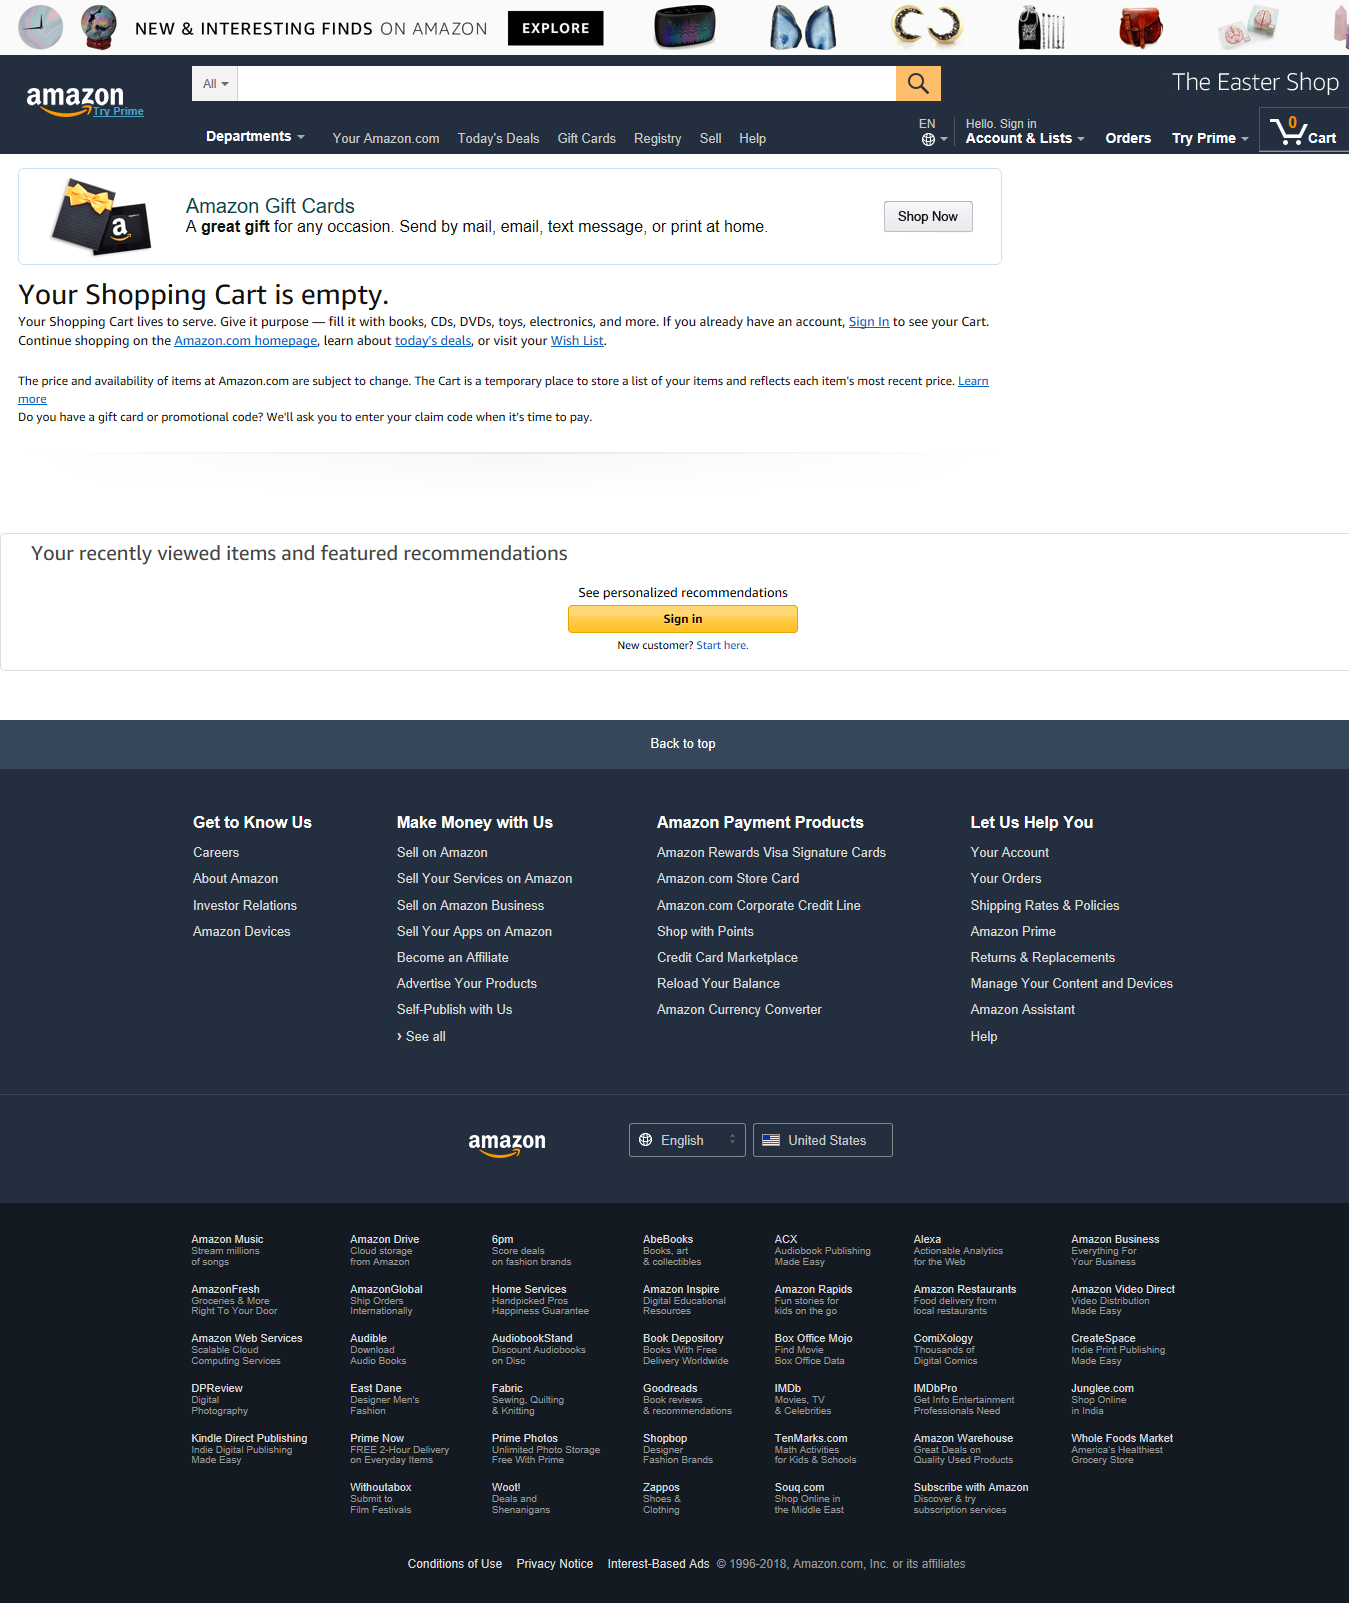 NEW & INTERESTING FINDS ON AMAZON EXPLORE
amazon
Try Prime
All
The Easter Shop
Departments
Your Amazon.com Today's Deals Gift Cards Registry Sell Help
EN
Hello. Sign in
Account & Lists Orders Try Prime 0 Cart
a
Amazon Gift Cards
A great gift for any occasion. Send by mail, email, text message, or print at home.
Shop Now
Your Shopping Cart is empty.
Your Shopping Cart lives to serve. Give it purpose — fill it with books, CDs, DVDs, toys, electronics, and more. If you already have an account, Sign In to see your Cart.
Continue shopping on the Amazon.com homepage, learn about today's deals, or visit your Wish List.
The price and availability of items at Amazon.com are subject to change. The Cart is a temporary place to store a list of your items and reflects each item's most recent price. Learn
more
Do you have a gift card or promotional code? We'll ask you to enter your claim code when it's time to pay.
Your recently viewed items and featured recommendations
See personalized recommendations
Sign in
New customer? Start here.
Back to top
Get to Know Us
Careers
About Amazon
Investor Relations
Amazon Devices
Make Money with Us
Sell on Amazon
Sell Your Services on Amazon
Sell on Amazon Business
Sell Your Apps on Amazon
Become an Affiliate
Advertise Your Products
Self-Publish with Us
› See all
Amazon Payment Products
Amazon Rewards Visa Signature Cards
Amazon.com Store Card
Amazon.com Corporate Credit Line
Shop with Points
Credit Card Marketplace
Reload Your Balance
Amazon Currency Converter
Let Us Help You
Your Account
Your Orders
Shipping Rates & Policies
Amazon Prime
Returns & Replacements
Manage Your Content and Devices
Amazon Assistant
Help
amazon
English
United States
Amazon Music
Stream millions
of songs
Amazon Drive
Cloud storage
from Amazon
6pm
Score deals
on fashion brands
AbeBooks
Books, art
& collectibles
ACX
Audiobook Publishing
Made Easy
Alexa
Actionable Analytics
for the Web
Amazon Business
Everything For
Your Business
AmazonFresh
Groceries & More
Right To Your Door
AmazonGlobal
Ship Orders
Internationally
Home Services
Handpicked Pros
Happiness Guarantee
Amazon Inspire
Digital Educational
Resources
Amazon Rapids
Fun stories for
kids on the go
Amazon Restaurants
Food delivery from
local restaurants
Amazon Video Direct
Video Distribution
Made Easy
Amazon Web Services
Scalable Cloud
Computing Services
Audible
Download
Audio Books
AudiobookStand
Discount Audiobooks
on Disc
Book Depository
Books With Free
Delivery Worldwide
Box Office Mojo
Find Movie
Box Office Data
ComiXology
Thousands of
Digital Comics
CreateSpace
Indie Print Publishing
Made Easy
DPReview
Digital
Photography
East Dane
Designer Men's
Fashion
Fabric
Sewing, Quilting
& Knitting
Goodreads
Book reviews
& recommendations
IMDb
Movies, TV
& Celebrities
IMDbPro
Get Info Entertainment
Professionals Need
Junglee.com
Shop Online
in India
Kindle Direct Publishing
Indie Digital Publishing
Made Easy
Prime Now
FREE 2-Hour Delivery
on Everyday Items
Prime Photos
Unlimited Photo Storage
Free With Prime
Shopbop
Designer
Fashion Brands
TenMarks.com
Math Activities
for Kids & Schools
Amazon Warehouse
Great Deals on
Quality Used Products
Whole Foods Market
America's Healthiest
Grocery Store
Withoutabox
Submit to
Film Festivals
Woot!
Deals and
Shenanigans
Zappos
Shoes &
Clothing
Souq.com
Shop Online in
the Middle East
Subscribe with Amazon
Discover & try
subscription services
Conditions of Use Privacy Notice Interest-Based Ads © 1996-2018, Amazon.com, Inc. or its affiliates